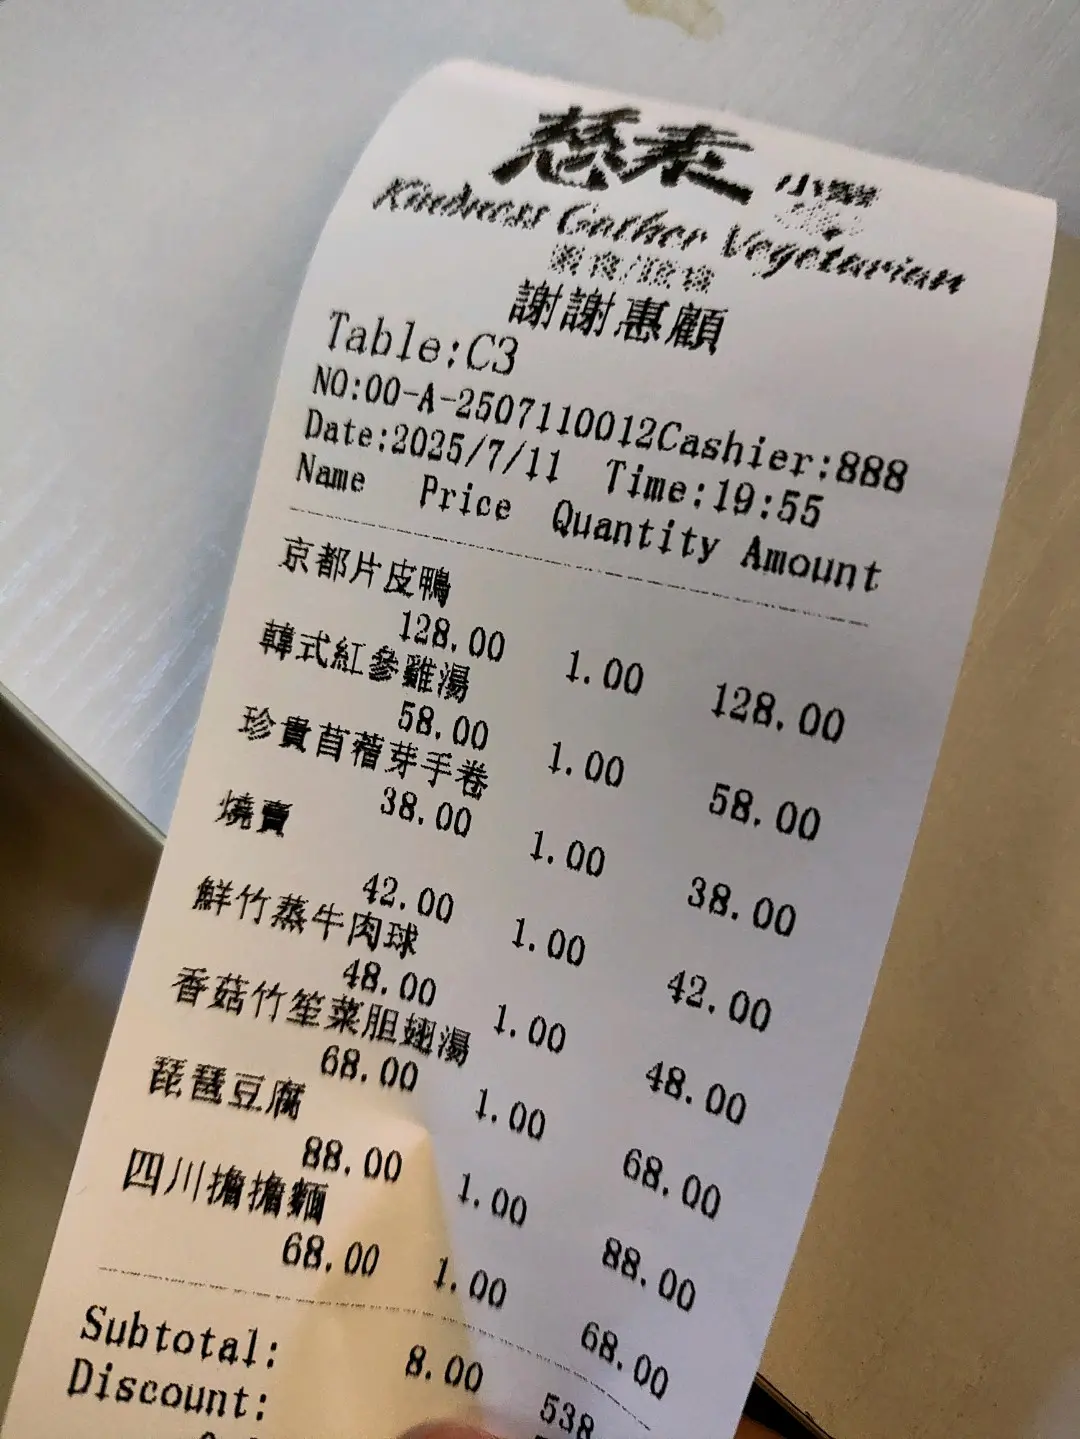 慈素
Kindness Gather Vegetarian
謝謝惠顧
Table:C3
NO:00-A-2507110012Cashier:888
Date:2025/7/11 Time:19:55
Name Price Quantity Amount
京都片皮鴨
128.00 1.00 128.00
韓式紅參雞湯
58.00 1.00 58.00
珍貴苜蓿芽手卷
38.00 1.00 38.00
燒賣
42.00 1.00 42.00
鮮竹蒸牛肉球
48.00 1.00 48.00
香菇竹笙菜胆翅湯
68.00 1.00 68.00
琵琶豆腐
88.00 1.00 88.00
四川擔擔麵
68.00 1.00 68.00
Subtotal: 8.00 538
Discount: